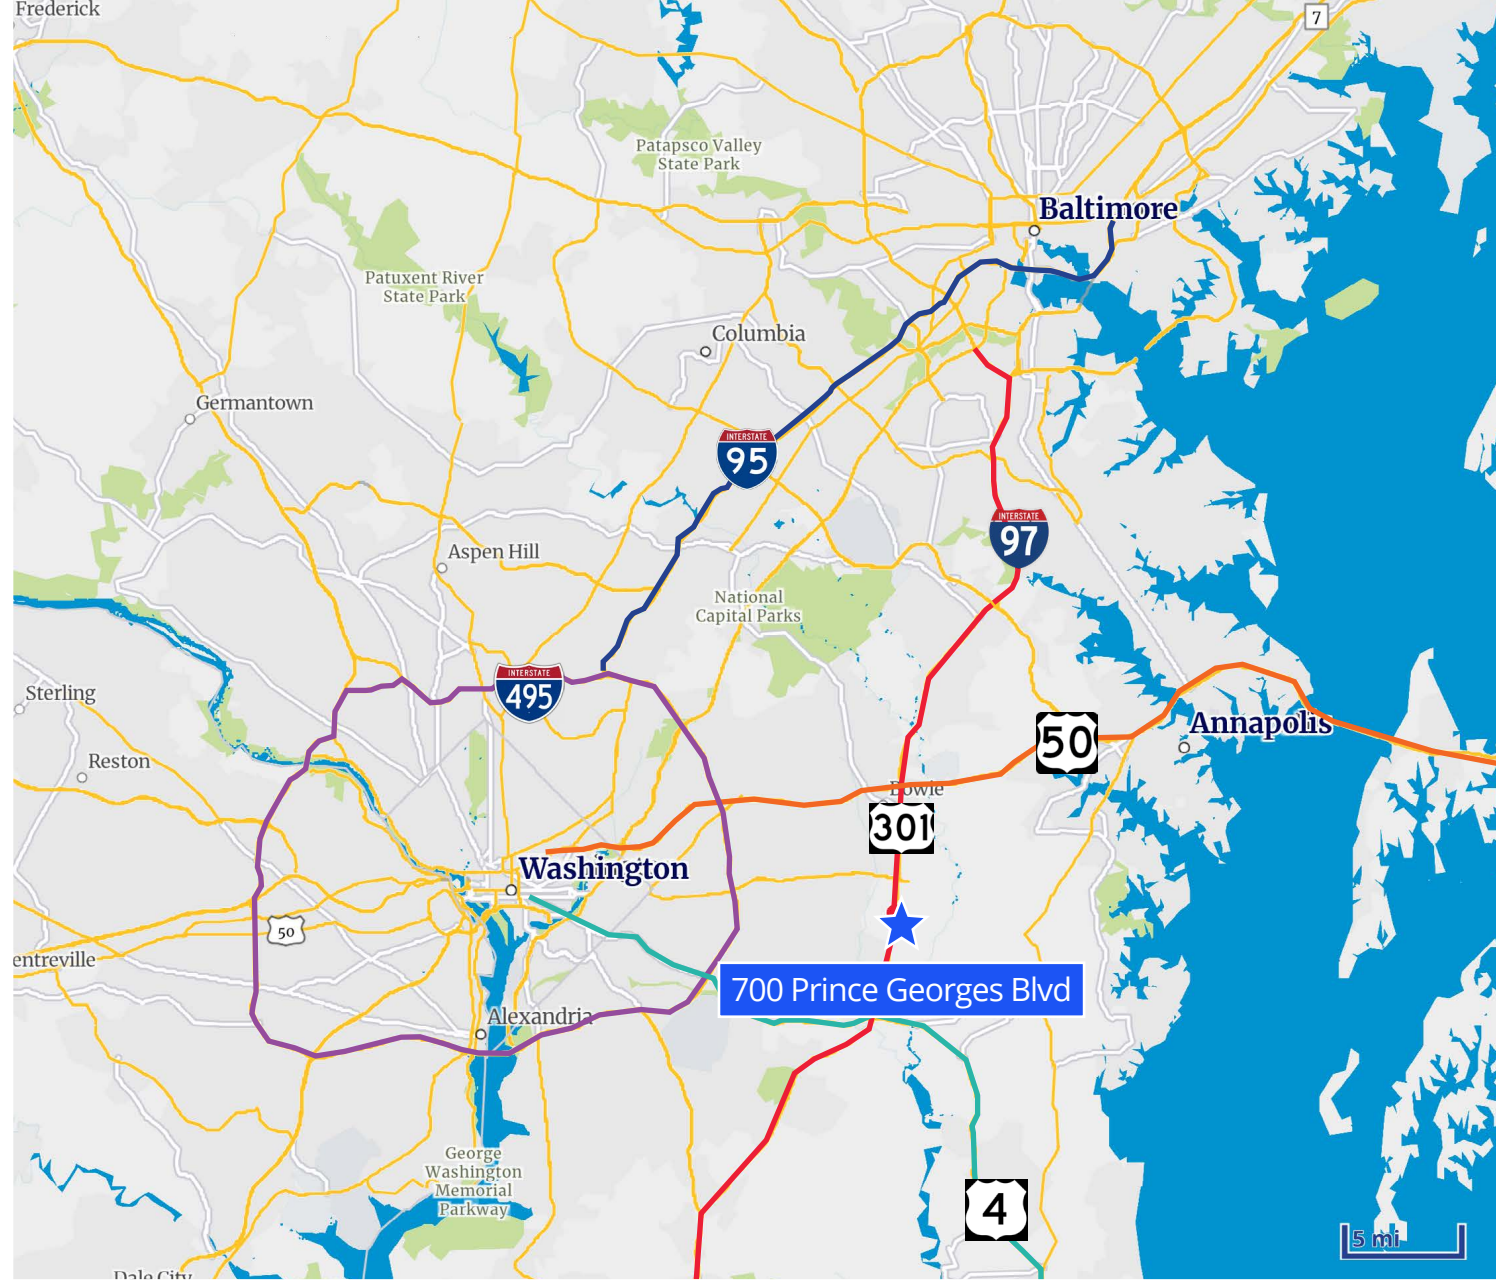 Frederick
7
Patapsco Valley
State Park
Baltimore
Patuxent River
State Park
Columbia
Germantown
INTERSTATE
95
INTERSTATE
97
Aspen Hill
National
Capital Parks
INTERSTATE
495
Sterling
Annapolis
50
Reston
Bowie
301
Washington
50
entreville
700 Prince Georges Blvd
Alexandria
George
Washington
Memorial
Parkway
4
5 mi
Dale City